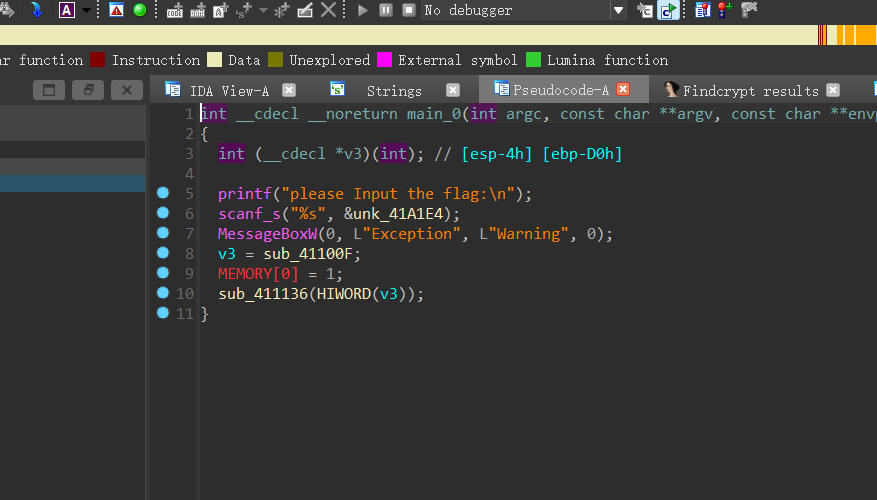 A No debugger
ar function Instruction Data Unexplored External symbol Lumina function
IDA View-A Strings Pseudocode-A Findcrypt results
1 int __cdecl __noreturn main_0(int argc, const char **argv, const char **envp
2 {
3 int (__cdecl *v3)(int); // [esp-4h] [ebp-D0h]
4
5 printf("please Input the flag:\n");
6 scanf_s("%s", &unk_41A1E4);
7 MessageBoxW(0, L"Exception", L"Warning", 0);
8 v3 = sub_41100F;
9 MEMORY[0] = 1;
10 sub_411136(HIWORD(v3));
11 }